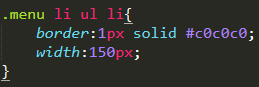 .menu li ul li{
    border:1px solid #c0c0c0;
    width:150px;
}